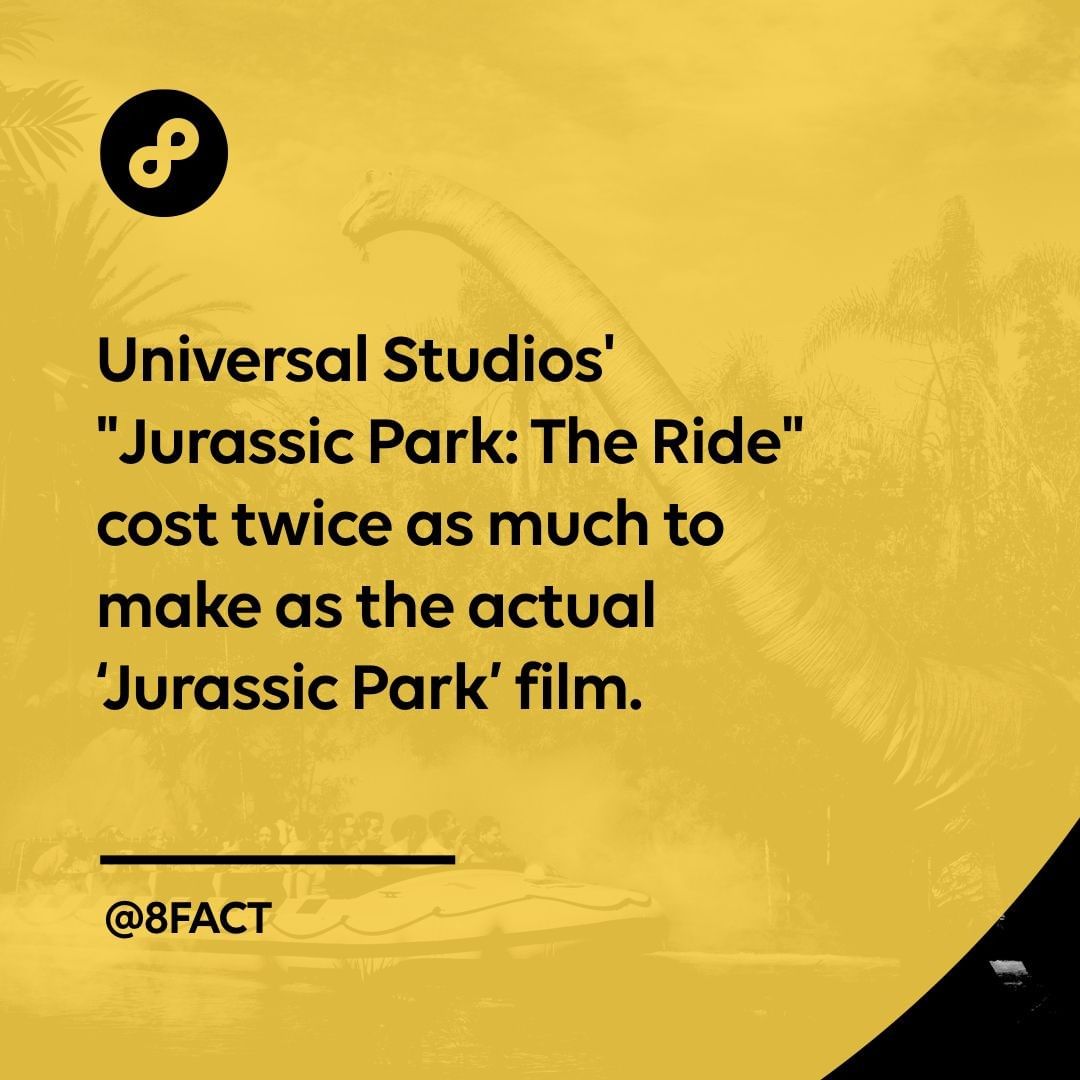 Universal Studios'
"Jurassic Park: The Ride"
cost twice as much to
make as the actual
‘Jurassic Park’ film.
@8FACT